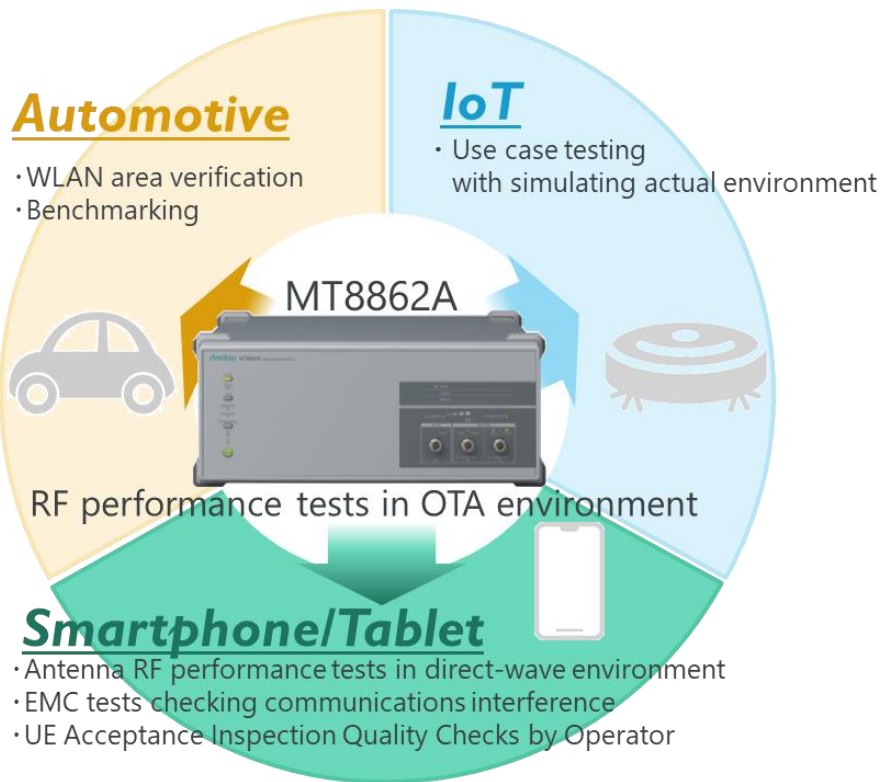 Automotive
・WLAN area verification
・Benchmarking
IoT
・Use case testing
with simulating actual environment
MT8862A
Anritsu MT8862A
RF performance tests in OTA environment
Smartphone/Tablet
・Antenna RF performance tests in direct-wave environment
・EMC tests checking communications interference
・UE Acceptance Inspection Quality Checks by Operator